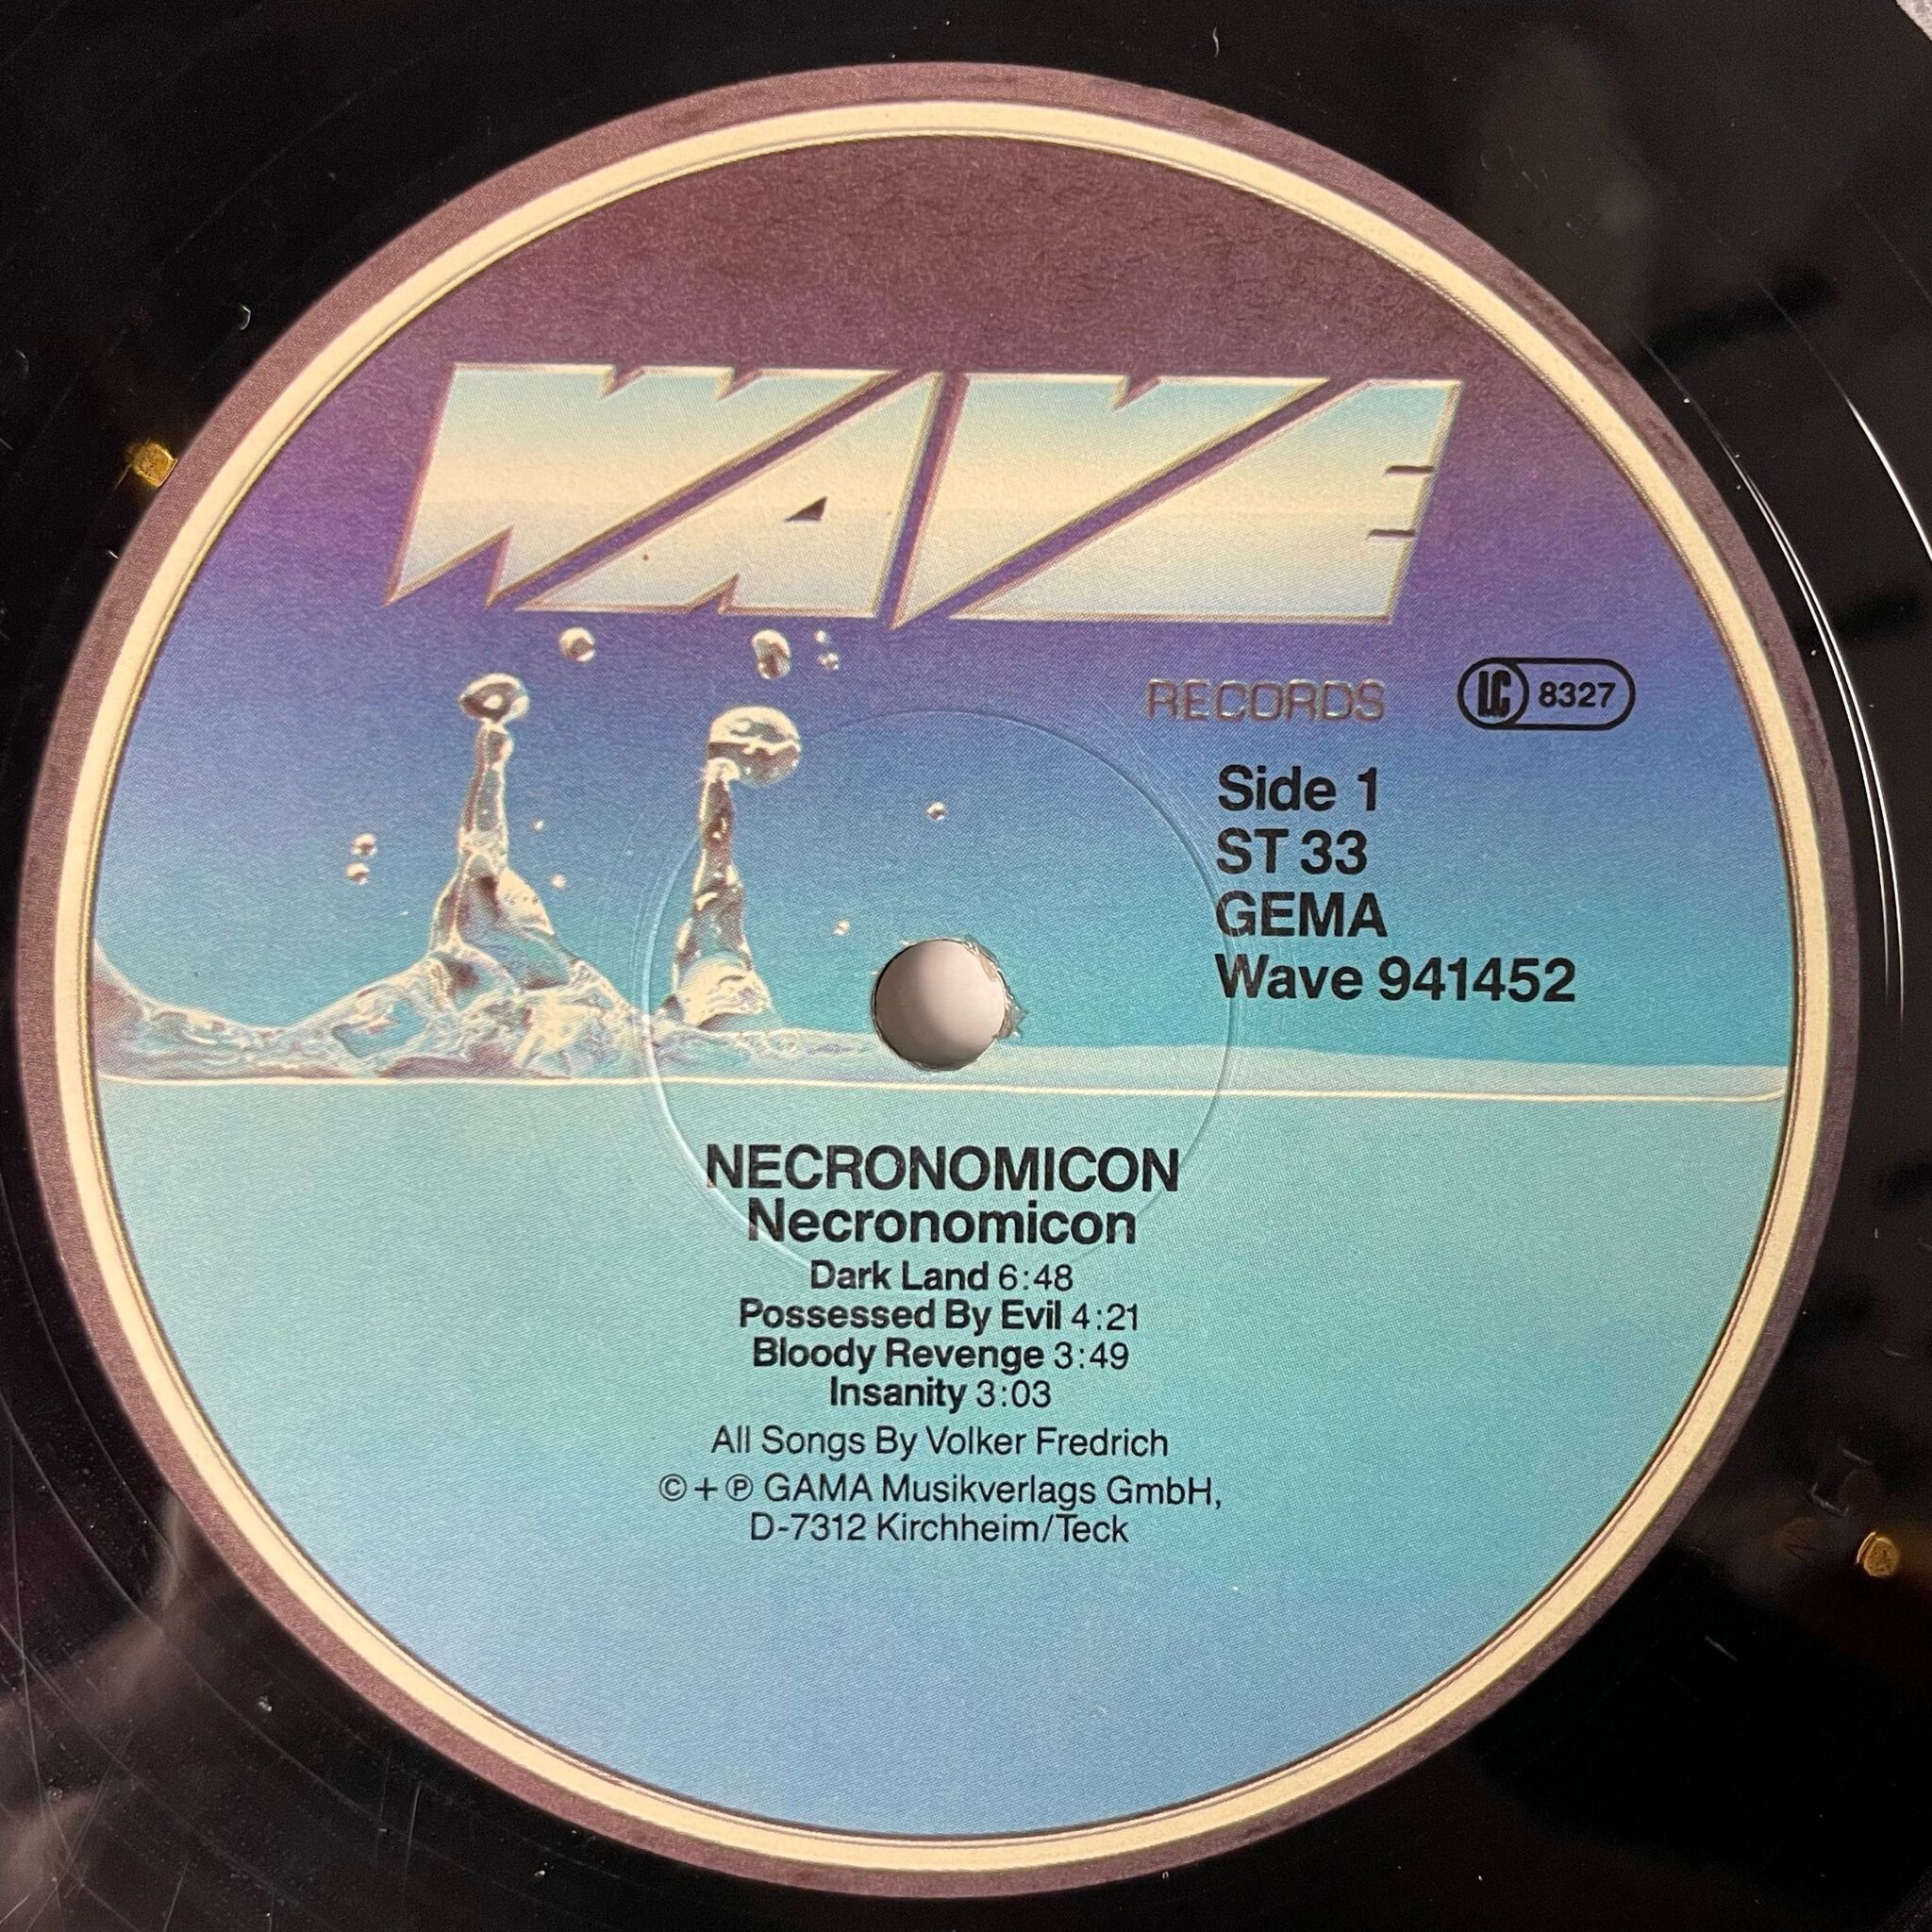 WAVE
RECORDS LC 8327
Side 1
ST 33
GEMA
Wave 941452
NECRONOMICON
Necronomicon
Dark Land 6:48
Possessed By Evil 4:21
Bloody Revenge 3:49
Insanity 3:03
All Songs By Volker Fredrich
©+℗ GAMA Musikverlags GmbH,
D-7312 Kirchheim/Teck